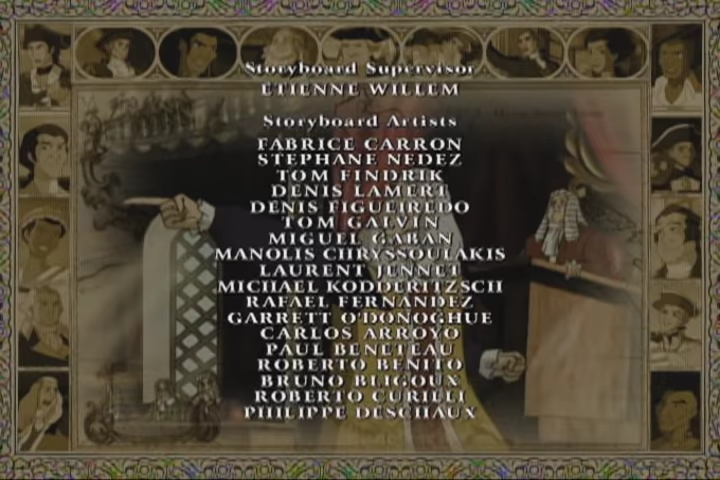 Storyboard Supervisor
ETIENNE WILLEM
Storyboard Artists
FABRICE CARRON
STEPHANE NEDEZ
TOM FINDRIK
DENIS LAMERT
DENIS FIGUEIREDO
TOM GALVIN
MIGUEL GABAN
MANOLIS CHRYSSOULAKIS
LAURENT JENNET
MICHAEL KODDERITZSCH
RAFAEL FERNANDEZ
GARRETT O'DONOGHUE
CARLOS ARROYO
PAUL BENETEAU
ROBERTO BENITO
BRUNO BLIGOUX
ROBERTO CURILLI
PHILIPPE DESCHAUX